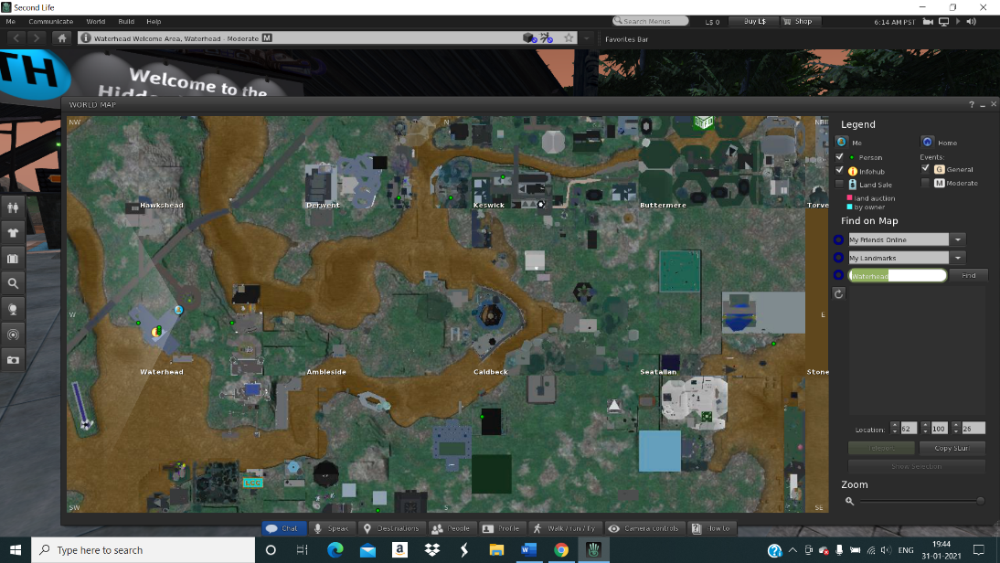 Second Life
Me Communicate World Build Help
Search Menus
L$ 0
Buy L$
Shop
6:14 AM PST
Waterhead Welcome Area, Waterhead - Moderate M
Favorites Bar
TH
Welcome to the
WORLD MAP
NW
N
Hawkshead
Derwent
Keswick
Buttermere
W
E
Waterhead
Ambleside
Caldbeck
Seatallan
SW
S
SE
Legend
Me
Home
Person
Events:
Infohub
G General
Land Sale
M Moderate
land auction
by owner
Find on Map
My Friends Online
My Landmarks
Waterhead
Find
Location: 62 100 26
Teleport
Copy SLurl
Show Selection
Zoom
Chat
Speak
Destinations
People
Profile
Walk / run / fly
Camera controls
How to
Type here to search
ENG
19:44
31-01-2021